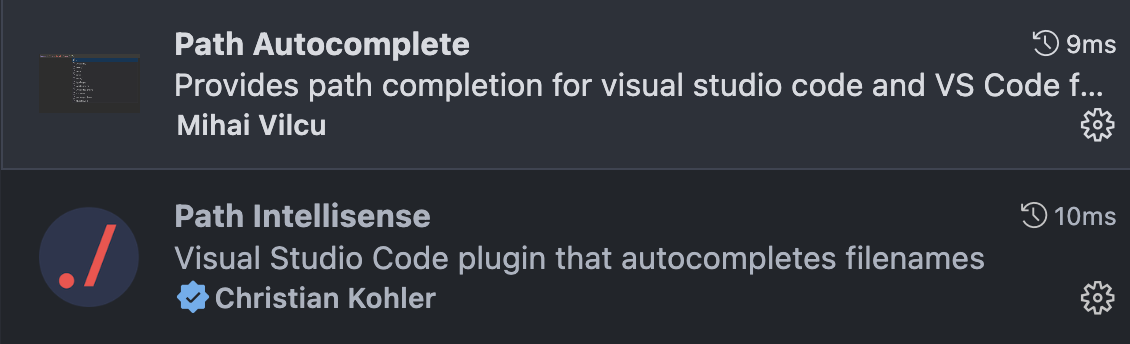 Path Autocomplete
9ms
Provides path completion for visual studio code and VS Code f...
Mihai Vilcu
Path Intellisense
10ms
Visual Studio Code plugin that autocompletes filenames
Christian Kohler